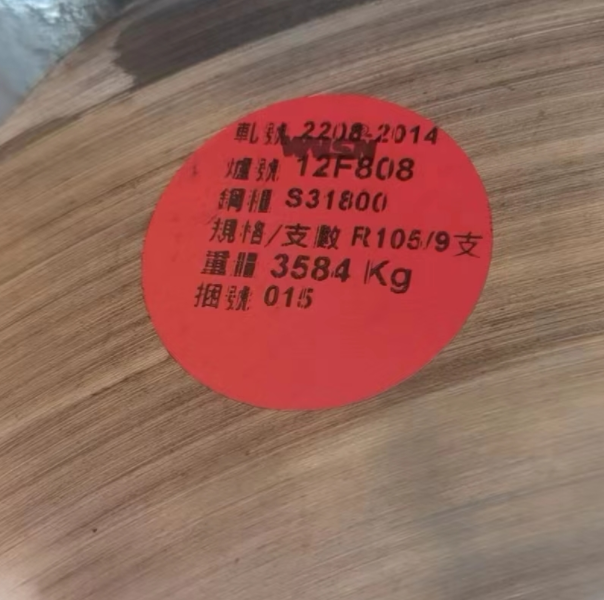 軋號 2208-2014
爐號 12F808
鋼種 S31800
規格/支數 R105/9支
重量 3584 Kg
捆號 015